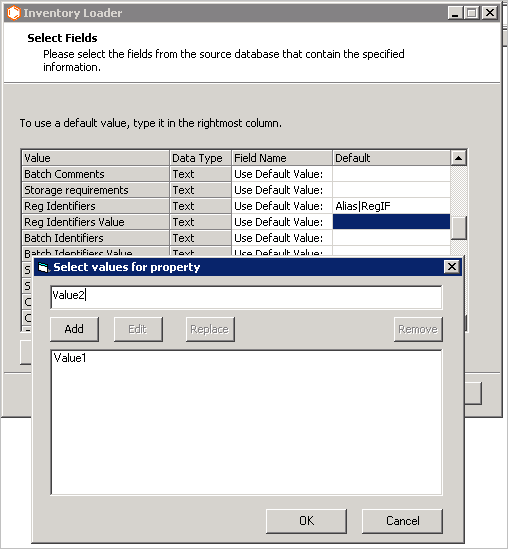 Inventory Loader
Select Fields
Please select the fields from the source database that contain the specified
information.
To use a default value, type it in the rightmost column.
Value Data Type Field Name Default
Batch Comments Text Use Default Value:
Storage requirements Text Use Default Value:
Reg Identifiers Text Use Default Value: Alias|RegIF
Reg Identifiers Value Text Use Default Value:
Batch Identifiers Text Use Default Value:
Batch Identifiers Value Text Use Default Value:
Select values for property
Value2
Add Edit Replace Remove
Value1
OK Cancel